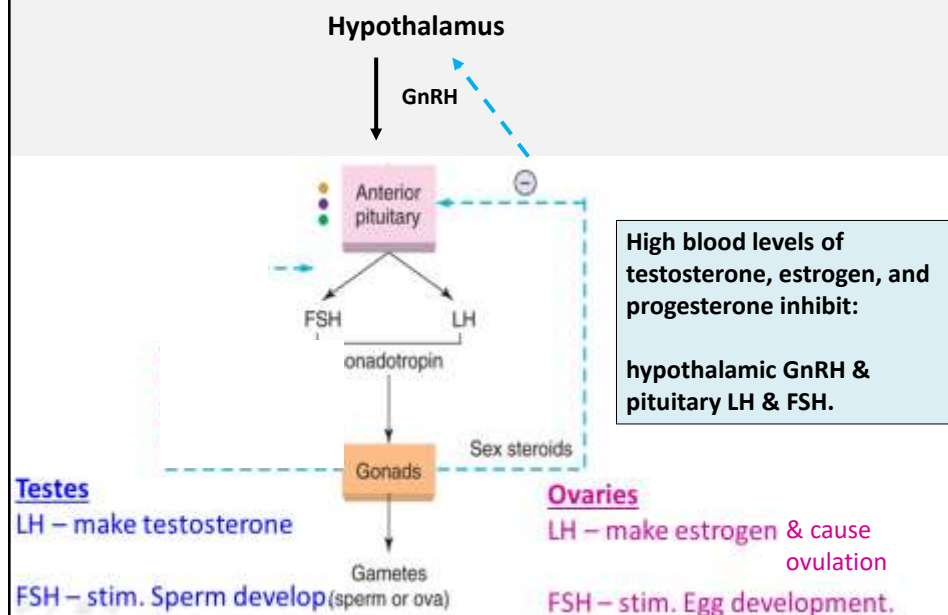 Hypothalamus
GnRH
−
Anterior
pituitary
High blood levels of
testosterone, estrogen, and
progesterone inhibit:
hypothalamic GnRH &
pituitary LH & FSH.
FSH
LH
onadotropin
Sex steroids
Gonads
Testes
LH – make testosterone
FSH – stim. Sperm develop
Gametes
(sperm or ova)
Ovaries
LH – make estrogen & cause
ovulation
FSH – stim. Egg development.